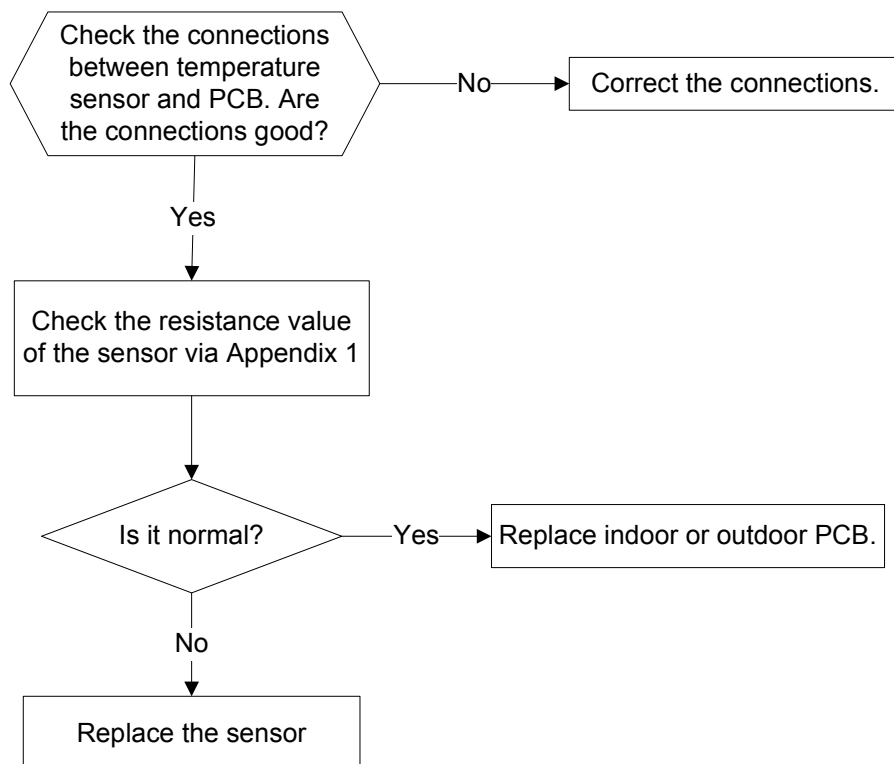 Check the connections
between temperature
sensor and PCB. Are
the connections good?
No
Correct the connections.
Yes
Check the resistance value
of the sensor via Appendix 1
Is it normal?
Yes
Replace indoor or outdoor PCB.
No
Replace the sensor